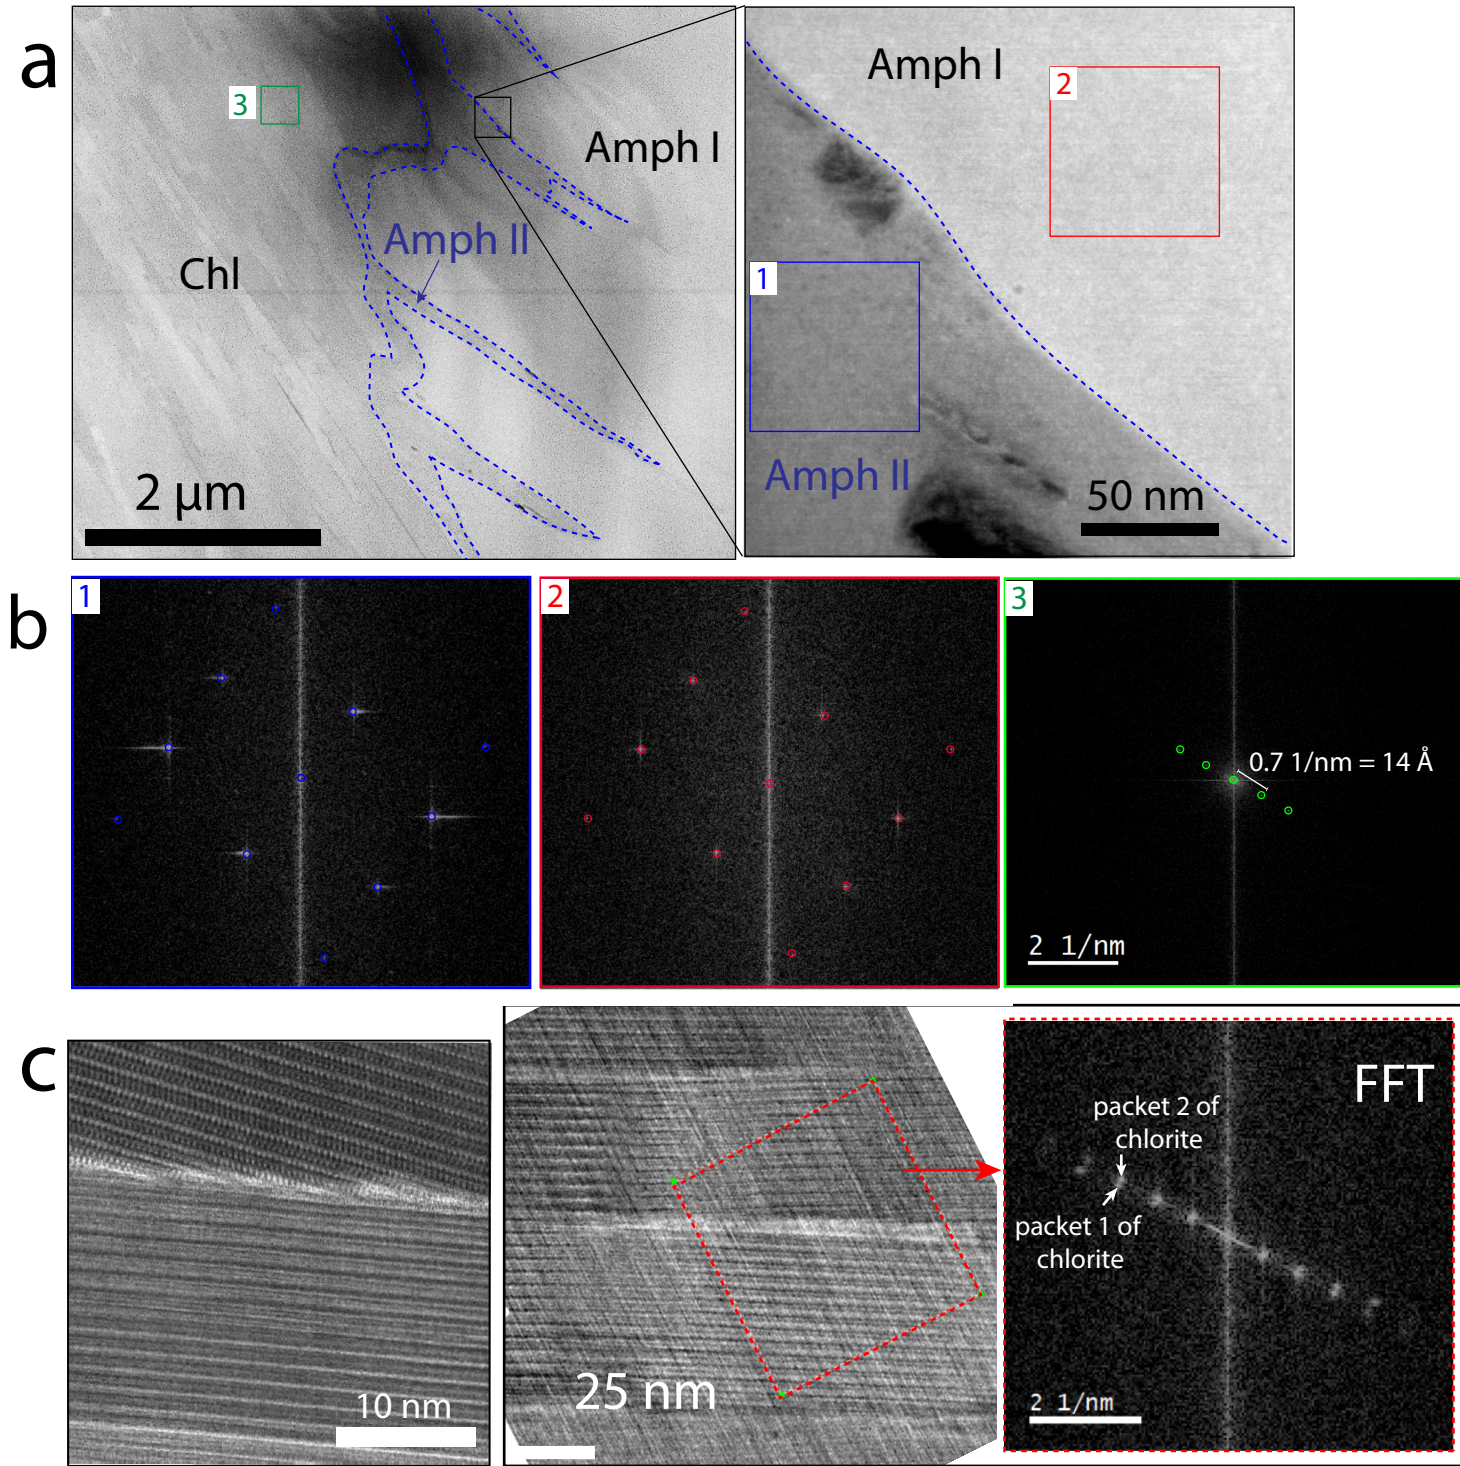 a
3
Amph I
Amph II
Chl
2 µm
Amph I
2
1
Amph II
50 nm
b
1
2
3
0.7 1/nm = 14 Å
2 1/nm
c
10 nm
25 nm
FFT
packet 2 of
chlorite
packet 1 of
chlorite
2 1/nm